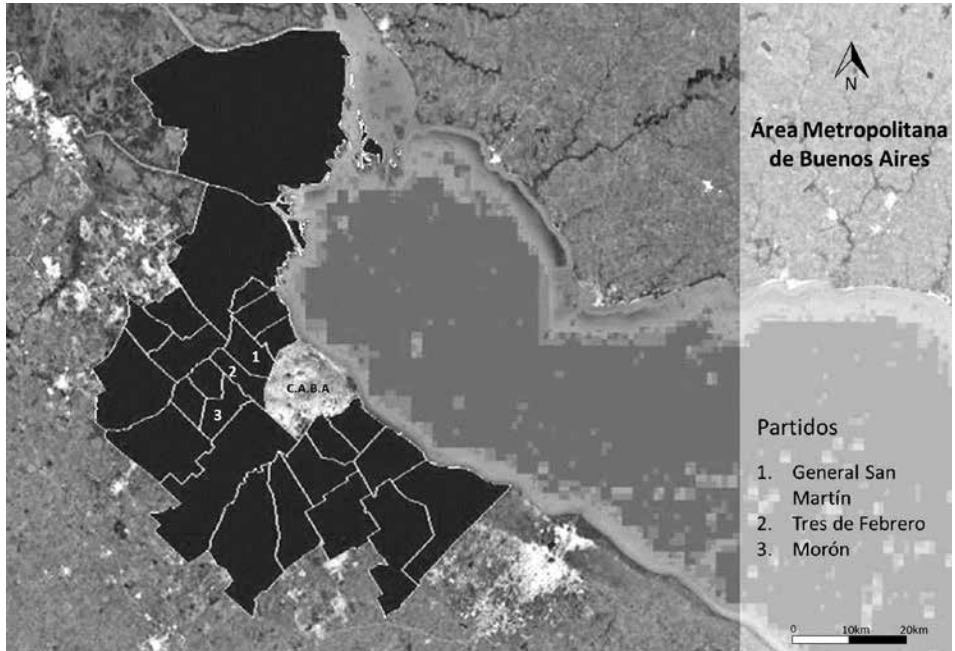 N
Área Metropolitana
de Buenos Aires
1
2
C.A.B.A
3
Partidos
1. General San
Martín
2. Tres de Febrero
3. Morón
0 10km 20km